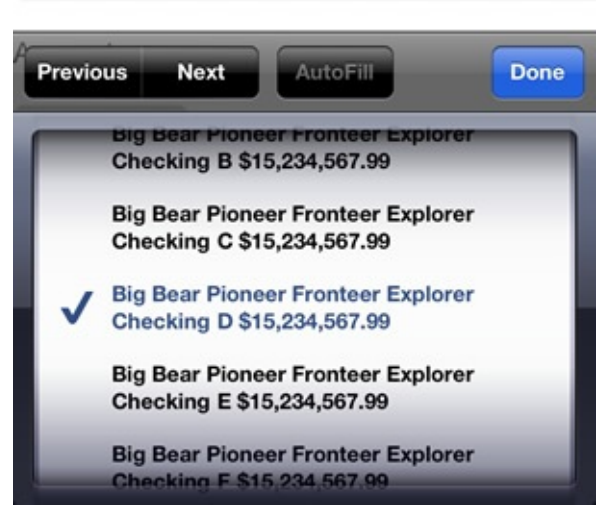 Previous Next AutoFill Done
Big Bear Pioneer Fronteer Explorer
Checking B $15,234,567.99
Big Bear Pioneer Fronteer Explorer
Checking C $15,234,567.99
Big Bear Pioneer Fronteer Explorer
Checking D $15,234,567.99
Big Bear Pioneer Fronteer Explorer
Checking E $15,234,567.99
Big Bear Pioneer Fronteer Explorer
Checking F $15,234,567.99